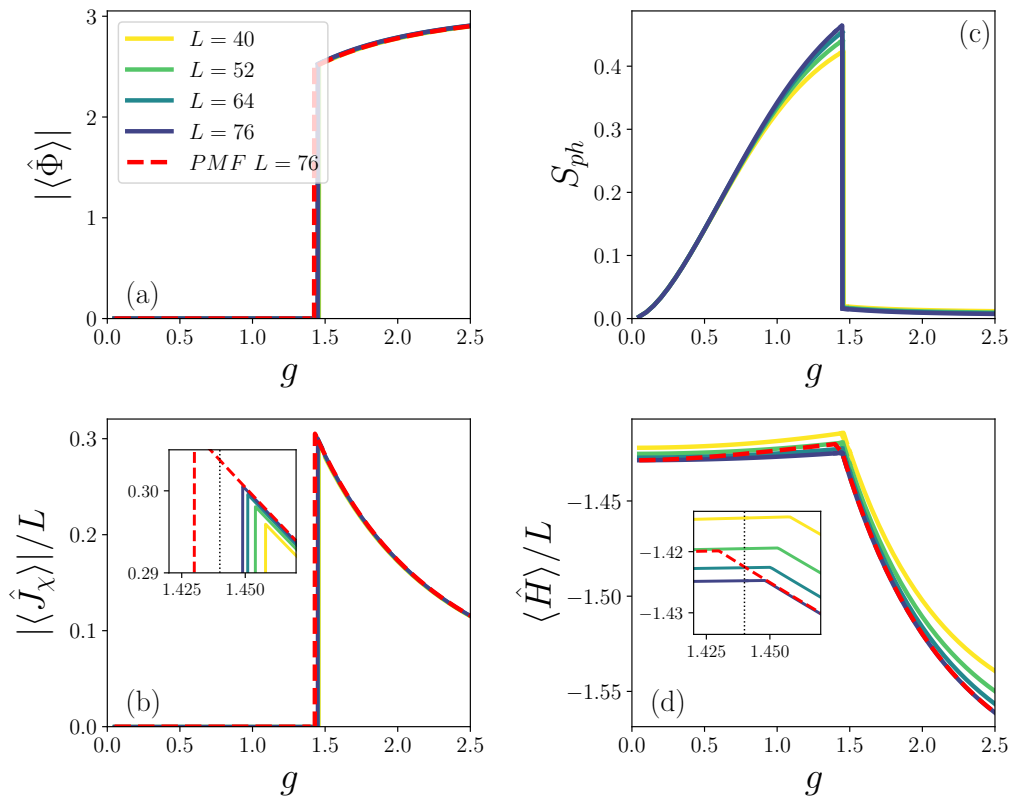 3
2
1
0
0.0 0.5 1.0 1.5 2.0 2.5
g
|⟨Φ̂⟩|
L = 40
L = 52
L = 64
L = 76
PMF L = 76
(a)
0.4
0.3
0.2
0.1
0.0
0.0 0.5 1.0 1.5 2.0 2.5
g
S_ph
(c)
0.3
0.2
0.1
0.0
0.0 0.5 1.0 1.5 2.0 2.5
g
|⟨Ĵ_χ⟩|/L
0.30
0.29
1.425 1.450
(b)
−1.45
−1.50
−1.55
0.0 0.5 1.0 1.5 2.0 2.5
g
⟨Ĥ⟩/L
−1.42
−1.43
1.425 1.450
(d)